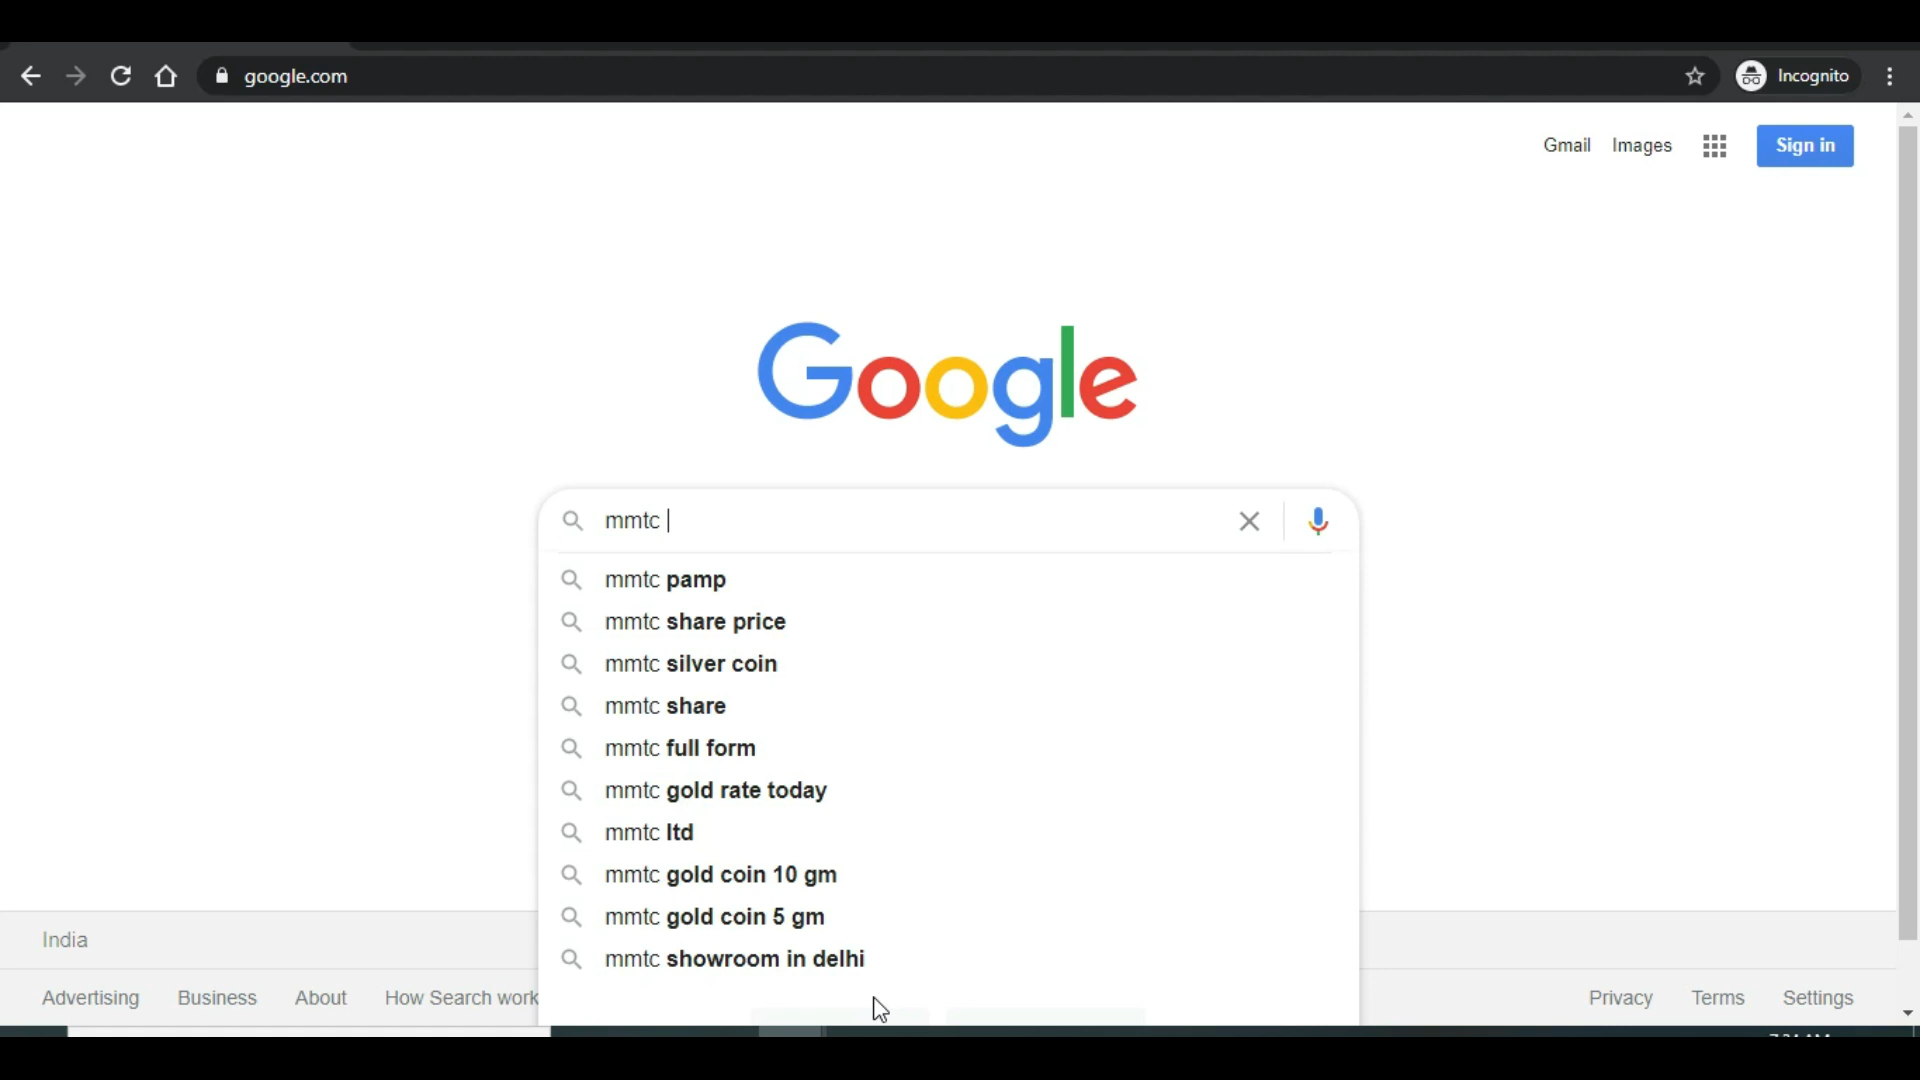 google.com
Incognito
Gmail Images Sign in
Google
mmtc
mmtc pamp
mmtc share price
mmtc silver coin
mmtc share
mmtc full form
mmtc gold rate today
mmtc ltd
mmtc gold coin 10 gm
mmtc gold coin 5 gm
mmtc showroom in delhi
India
Advertising Business About How Search work
Privacy Terms Settings